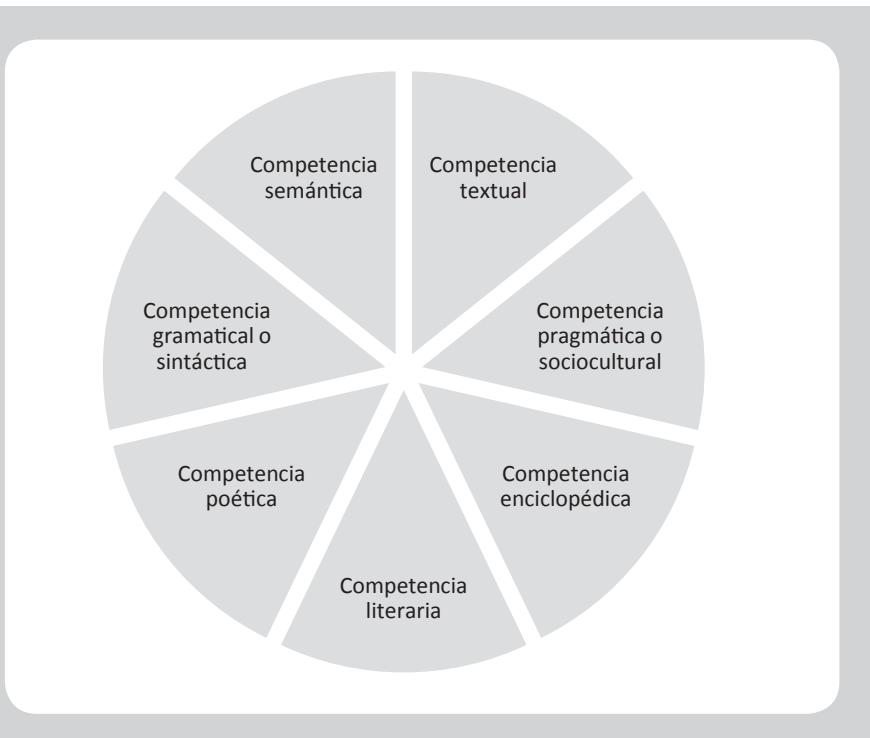 Competencia
semántica
Competencia
textual
Competencia
gramatical o
sintáctica
Competencia
pragmática o
sociocultural
Competencia
poética
Competencia
enciclopédica
Competencia
literaria